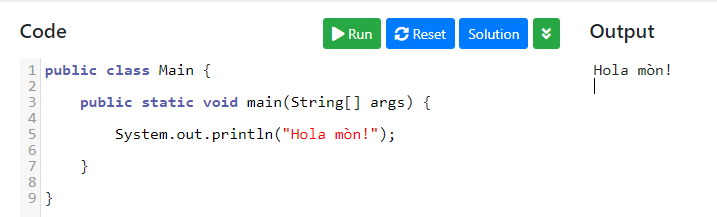 Code
Run
Reset
Solution
Output
1 public class Main {
2
3     public static void main(String[] args) {
4
5         System.out.println("Hola mòn!");
6
7     }
8
9 }
Hola mòn!